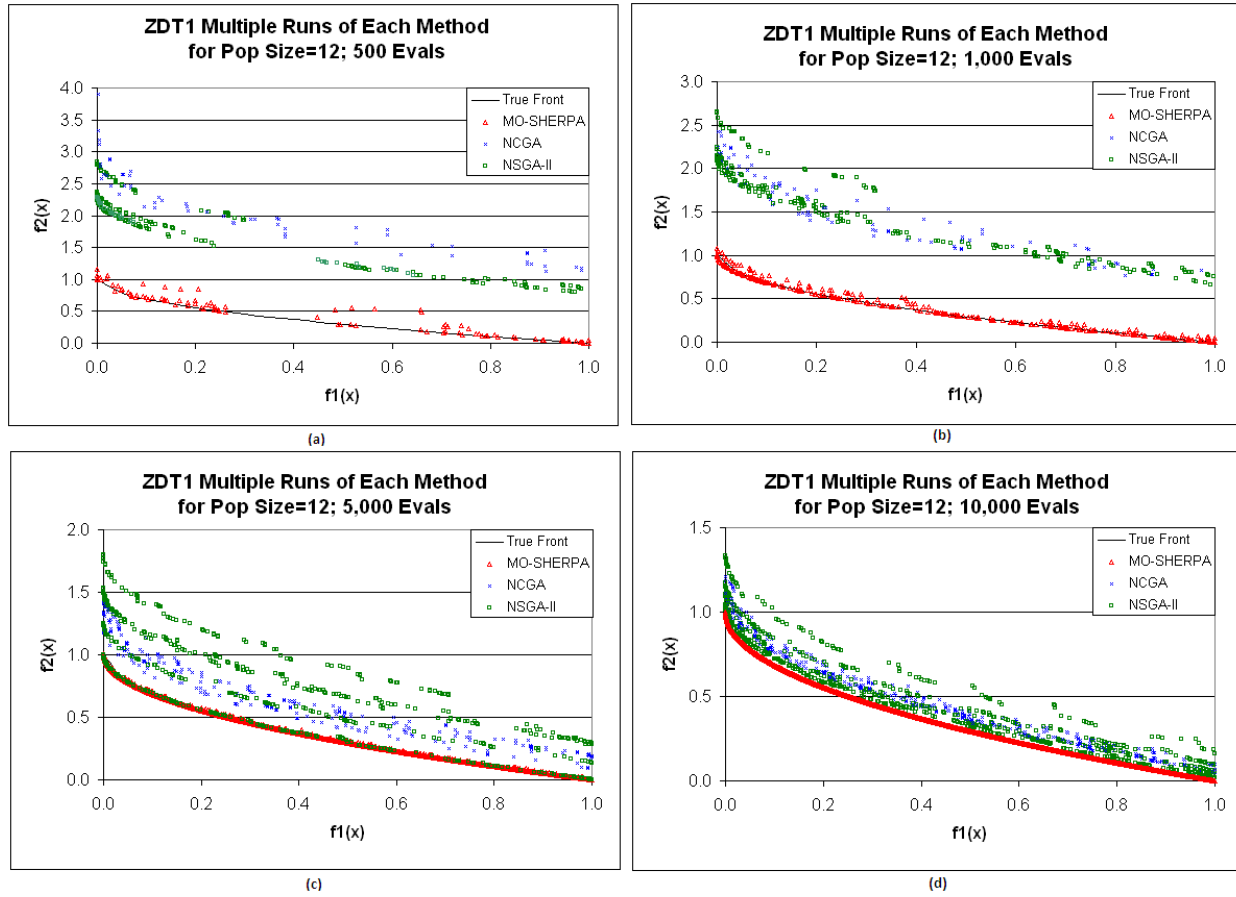 ZDT1 Multiple Runs of Each Method
for Pop Size=12; 500 Evals
4.0
3.5
3.0
2.5
2.0
1.5
1.0
0.5
0.0
f2(x)
True Front
MO-SHERPA
NCGA
NSGA-II
0.0 0.2 0.4 0.6 0.8 1.0
f1(x)
(a)
ZDT1 Multiple Runs of Each Method
for Pop Size=12; 1,000 Evals
3.0
2.5
2.0
1.5
1.0
0.5
0.0
f2(x)
True Front
MO-SHERPA
NCGA
NSGA-II
0.0 0.2 0.4 0.6 0.8 1.0
f1(x)
(b)
ZDT1 Multiple Runs of Each Method
for Pop Size=12; 5,000 Evals
2.0
1.5
1.0
0.5
0.0
f2(x)
True Front
MO-SHERPA
NCGA
NSGA-II
0.0 0.2 0.4 0.6 0.8 1.0
f1(x)
(c)
ZDT1 Multiple Runs of Each Method
for Pop Size=12; 10,000 Evals
1.5
1.0
0.5
0.0
f2(x)
True Front
MO-SHERPA
NCGA
NSGA-II
0.0 0.2 0.4 0.6 0.8 1.0
f1(x)
(d)